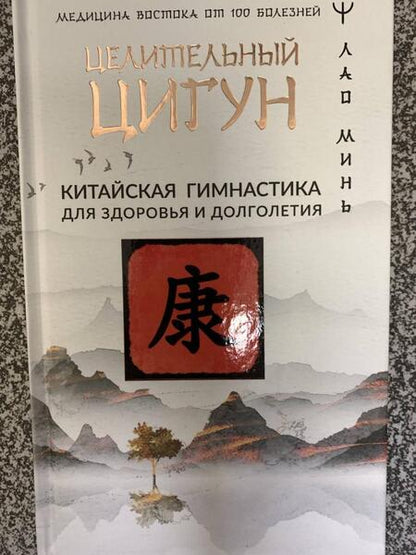 МЕДИЦИНА ВОСТОКА ОТ 100 БОЛЕЗНЕЙ
ЛАО МИНЬ
ЦЕЛИТЕЛЬНЫЙ
ЦИГУН
КИТАЙСКАЯ ГИМНАСТИКА
ДЛЯ ЗДОРОВЬЯ И ДОЛГОЛЕТИЯ
康